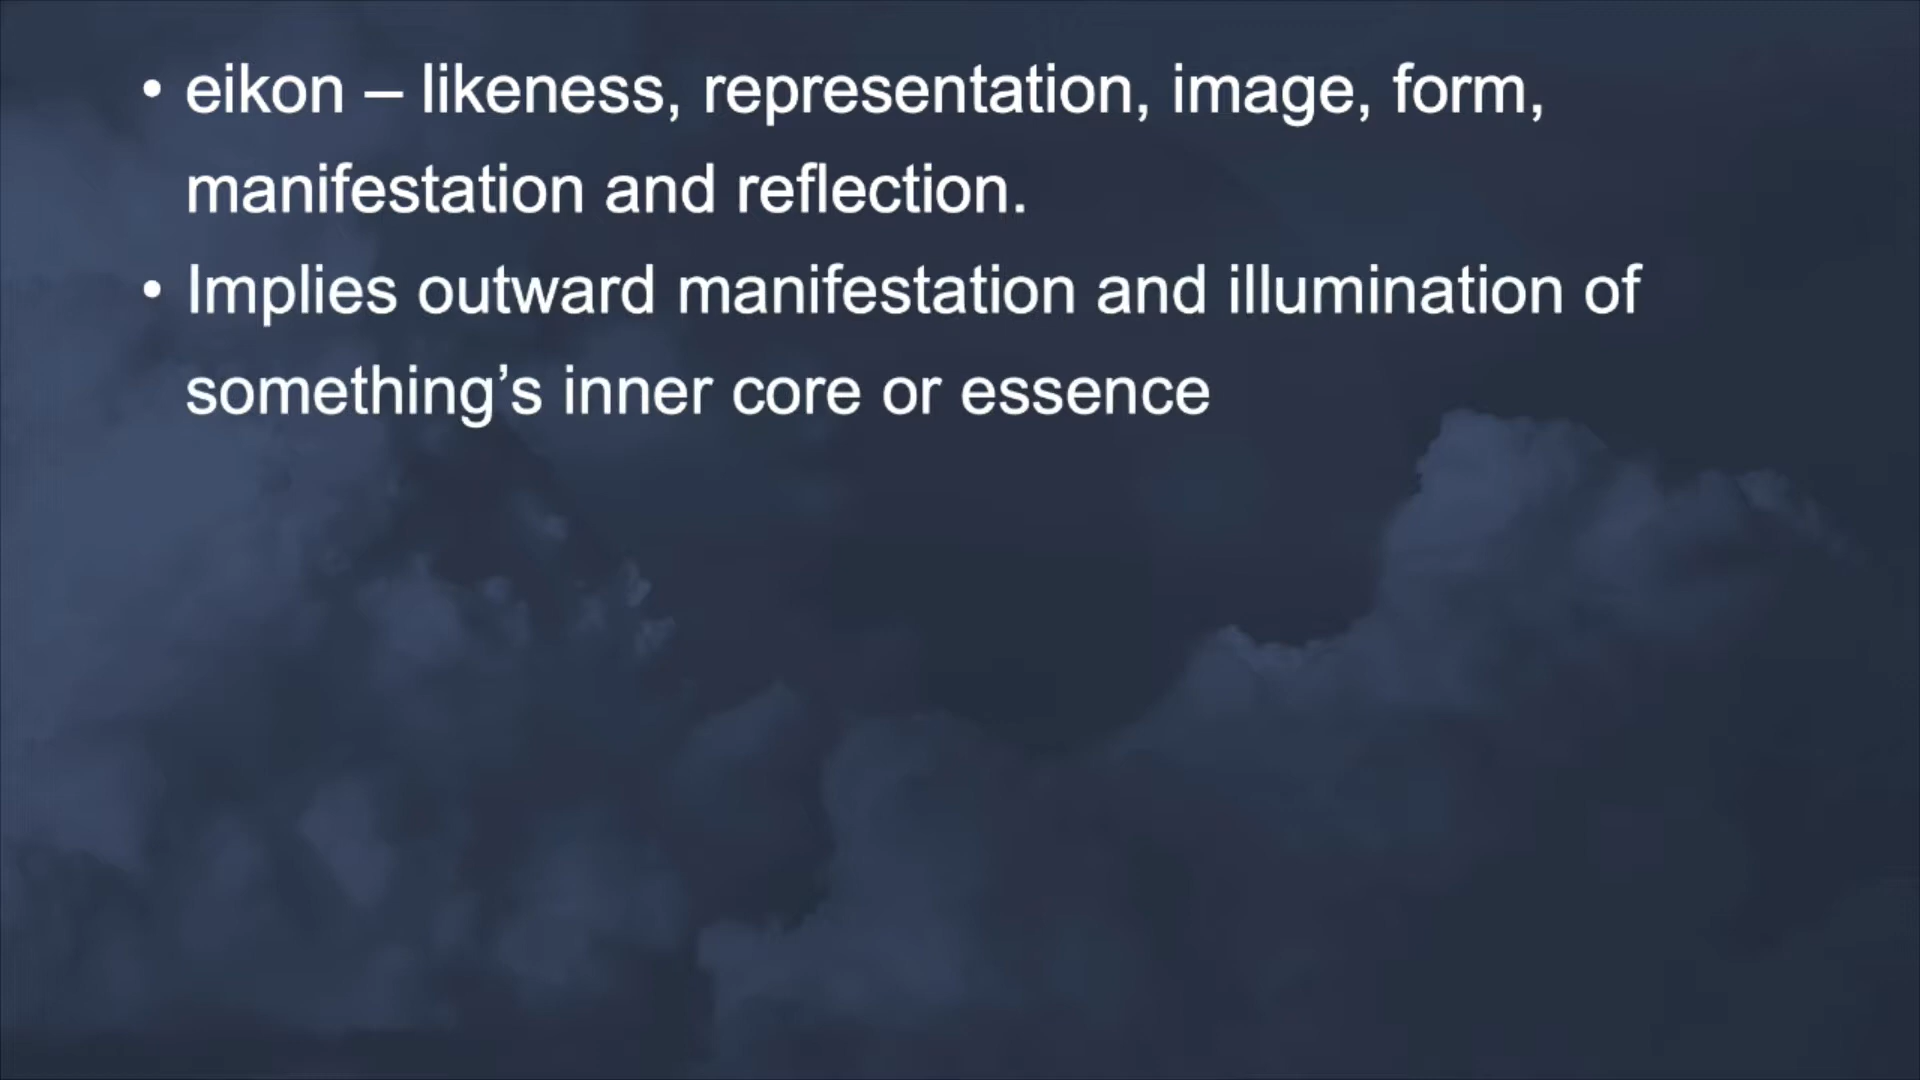 • eikon – likeness, representation, image, form,
manifestation and reflection.
• Implies outward manifestation and illumination of
something’s inner core or essence